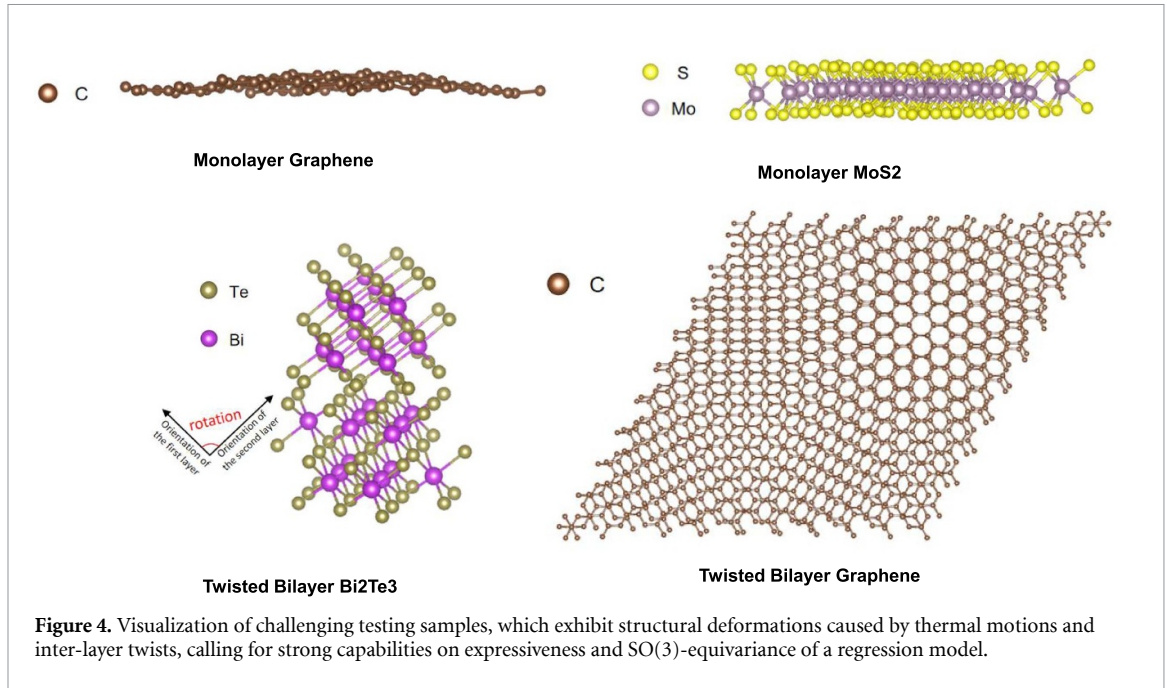 C
Monolayer Graphene
S
Mo
Monolayer MoS2
Te
Bi
rotation
Orientation of
the first layer
Orientation of
the second layer
Twisted Bilayer Bi2Te3
C
Twisted Bilayer Graphene
Figure 4. Visualization of challenging testing samples, which exhibit structural deformations caused by thermal motions and
inter-layer twists, calling for strong capabilities on expressiveness and SO(3)-equivariance of a regression model.